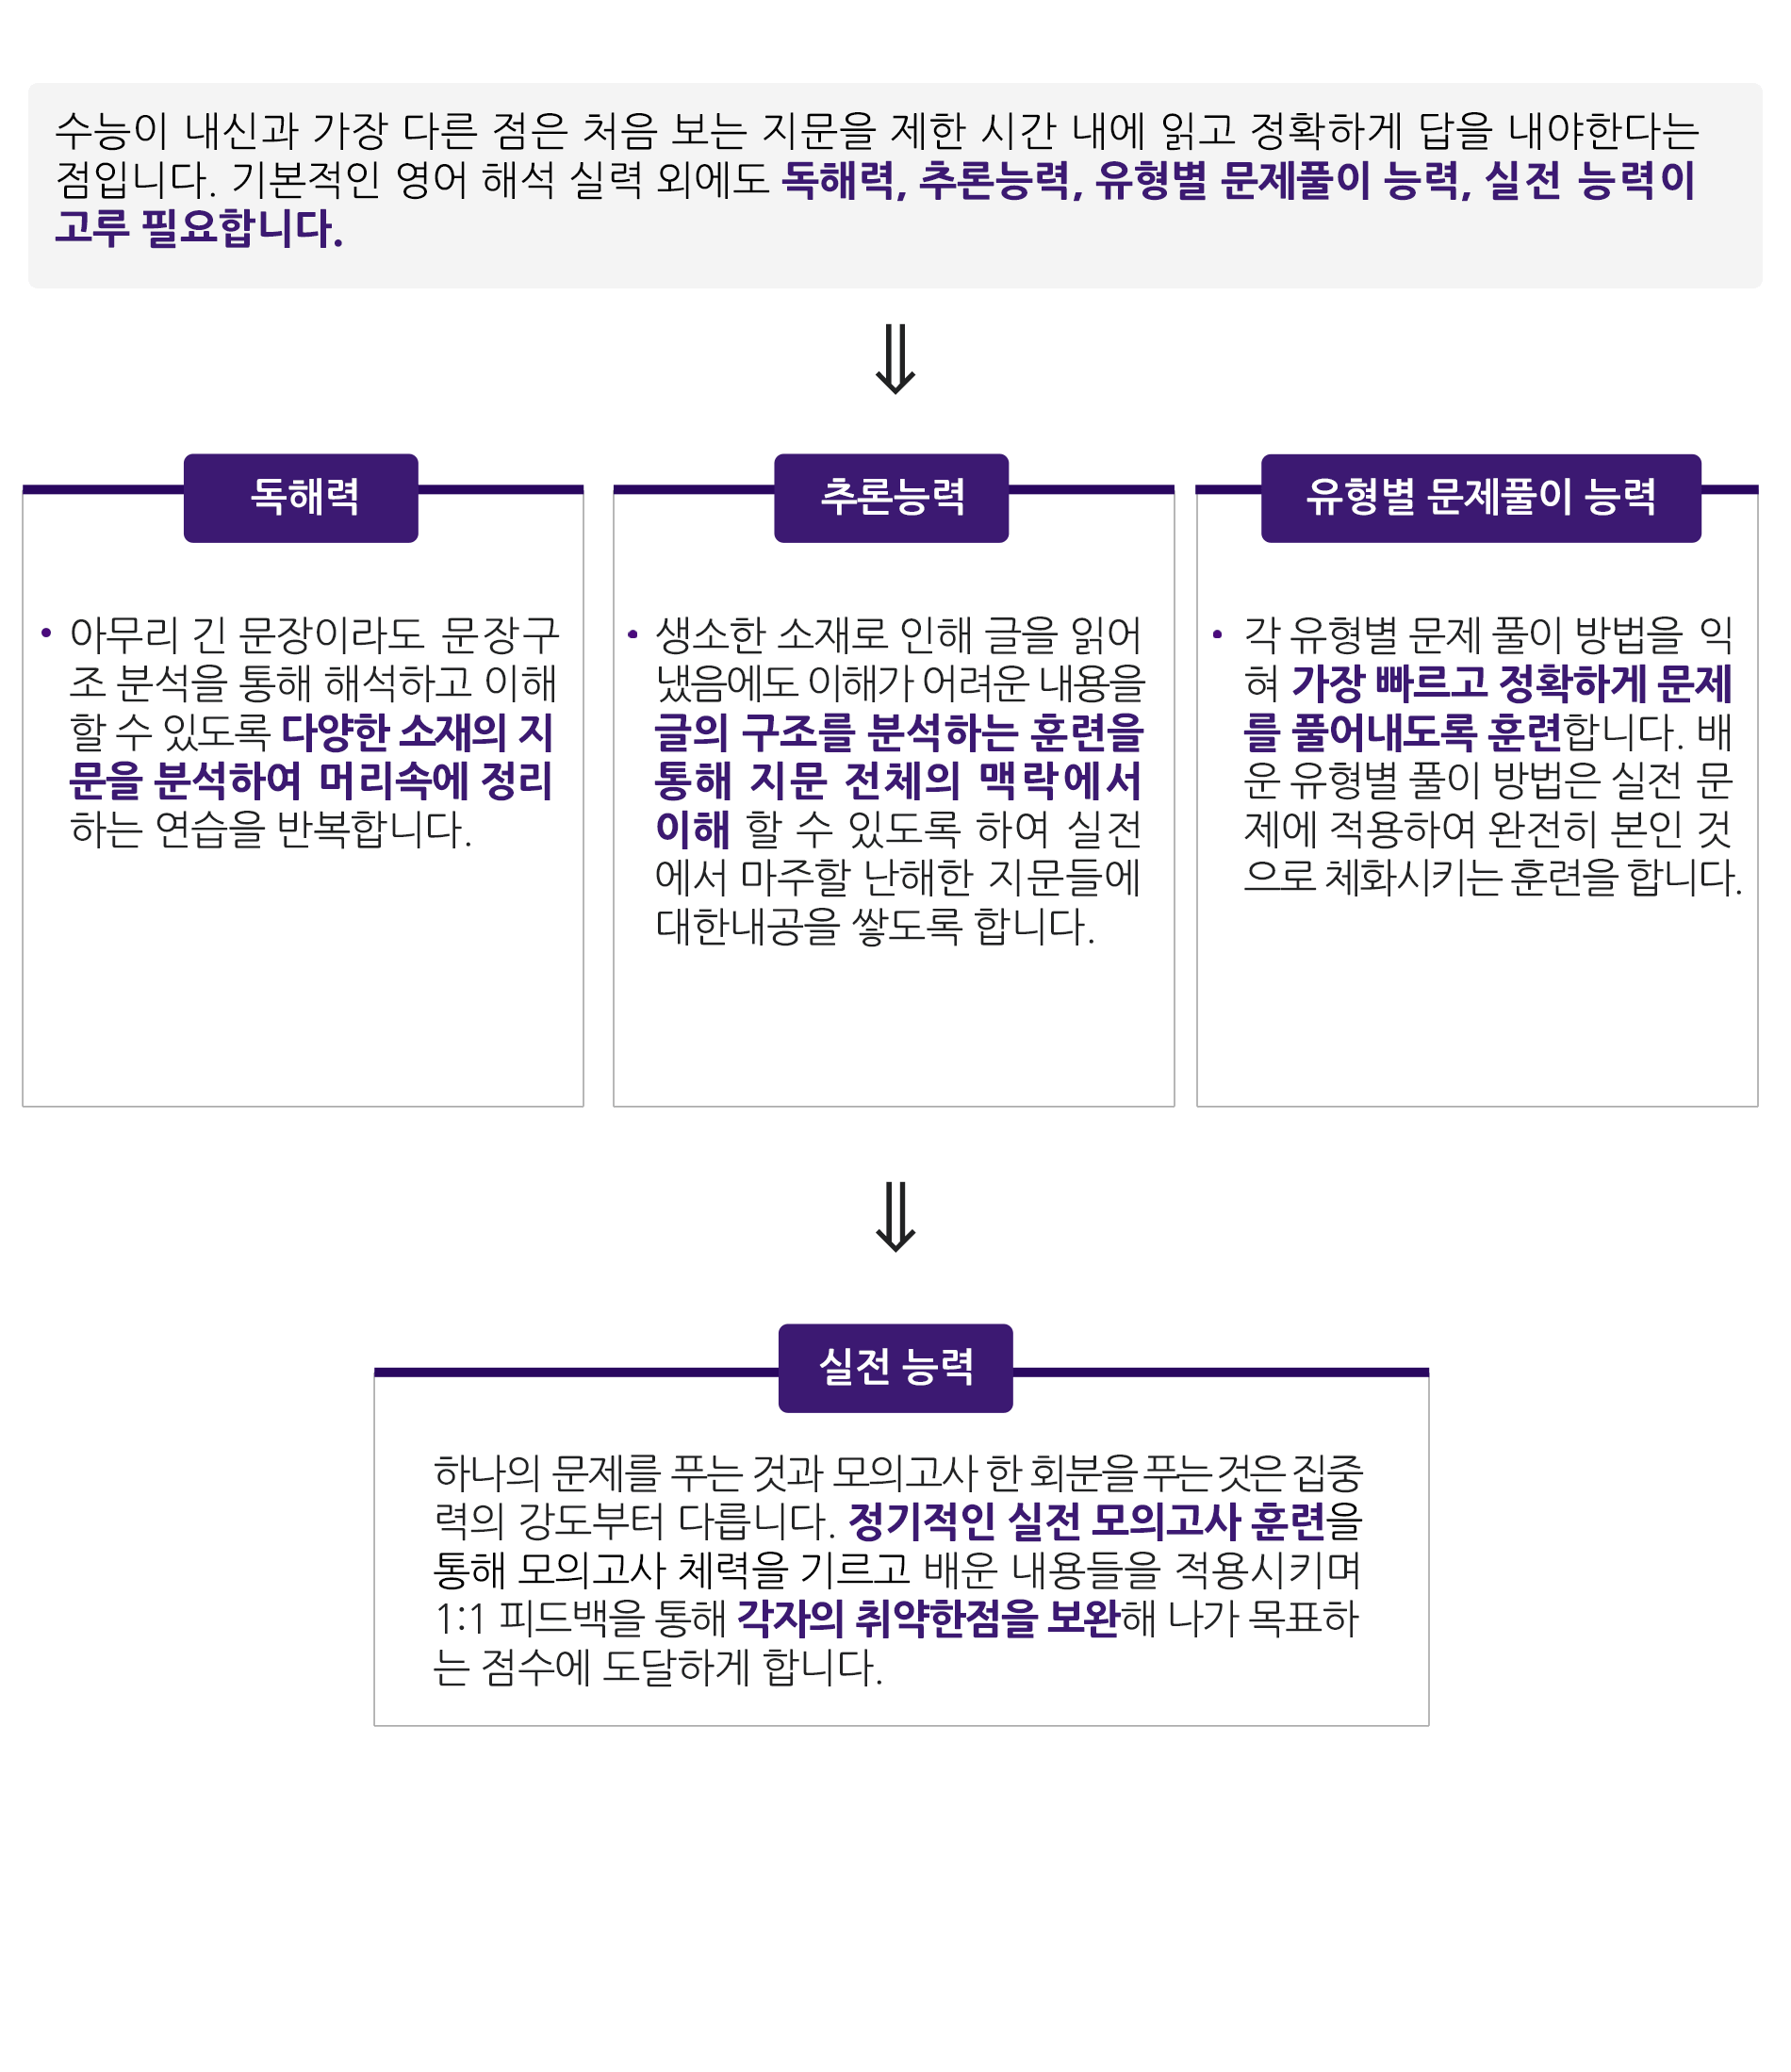 수능이 내신과 가장 다른 점은 처음 보는 지문을 제한 시간 내에 읽고 정확하게 답을 내야한다는
점입니다. 기본적인 영어 해석 실력 외에도 독해력, 추론능력, 유형별 문제풀이 능력, 실전 능력이
고루 필요합니다.
⇓
독해력
• 아무리 긴 문장이라도 문장구
조 분석을 통해 해석하고 이해
할 수 있도록 다양한 소재의 지
문을 분석하여 머리속에 정리
하는 연습을 반복합니다.
추론능력
• 생소한 소재로 인해 글을 읽어
냈음에도 이해가 어려운 내용을
글의 구조를 분석하는 훈련을
통해 지문 전체의 맥락에서
이해 할 수 있도록 하여 실전
에서 마주할 난해한 지문들에
대한내공을 쌓도록 합니다.
유형별 문제풀이 능력
• 각 유형별 문제 풀이 방법을 익
혀 가장 빠르고 정확하게 문제
를 풀어내도록 훈련합니다. 배
운 유형별 풀이 방법은 실전 문
제에 적용하여 완전히 본인 것
으로 체화시키는 훈련을 합니다.
⇓
실전 능력
하나의 문제를 푸는 것과 모의고사 한 회분을 푸는것은 집중
력의 강도부터 다릅니다. 정기적인 실전 모의고사 훈련을
통해 모의고사 체력을 기르고 배운 내용들을 적용시키며
1:1 피드백을 통해 각자의 취약한점을 보완해 나가 목표하
는 점수에 도달하게 합니다.